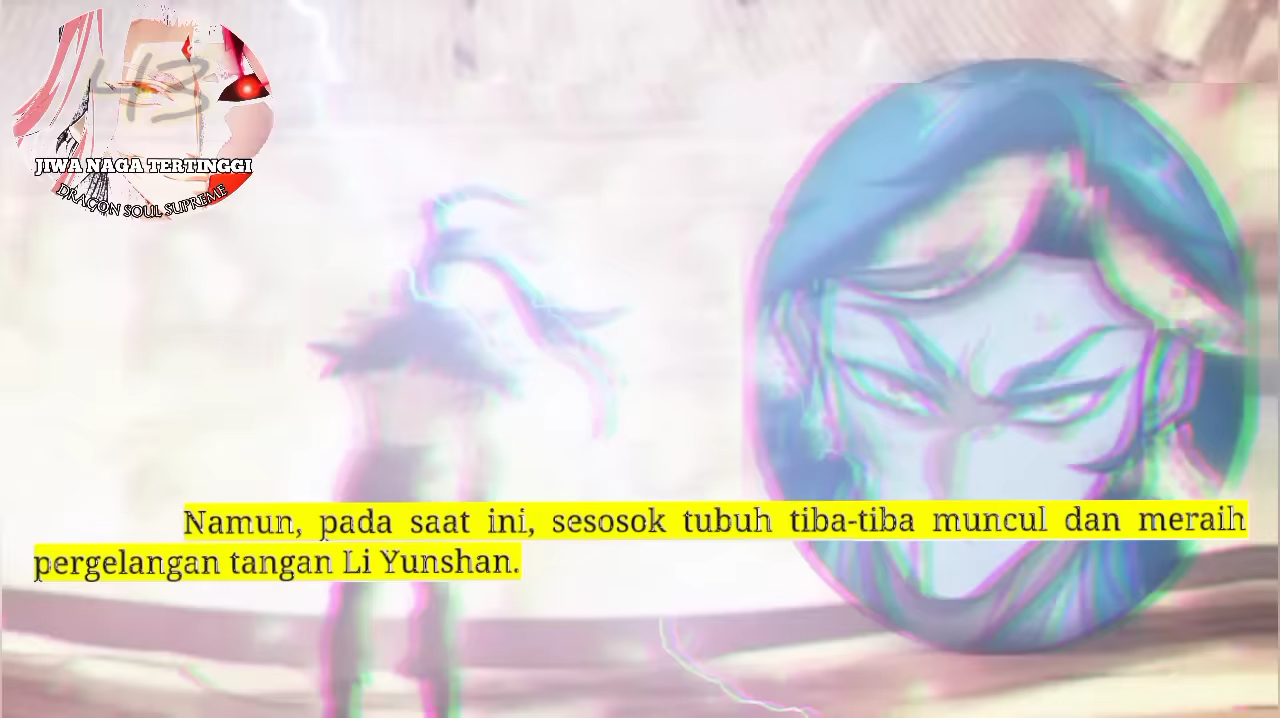 43
JIWA NAGA TERTINGGI
DRAGON SOUL SUPREME
Namun, pada saat ini, sesosok tubuh tiba-tiba muncul dan meraih
pergelangan tangan Li Yunshan.